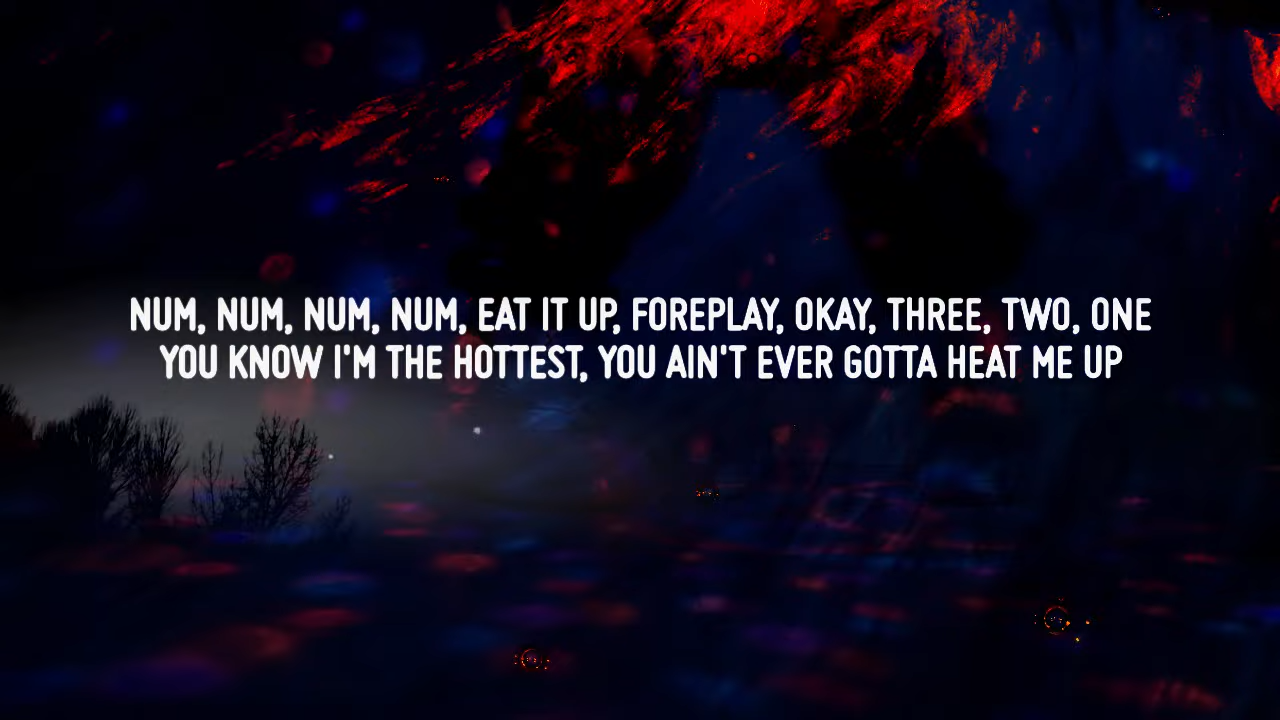 NUM, NUM, NUM, NUM, EAT IT UP, FOREPLAY, OKAY, THREE, TWO, ONE
YOU KNOW I'M THE HOTTEST, YOU AIN'T EVER GOTTA HEAT ME UP